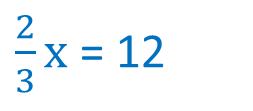 2/3 x = 12